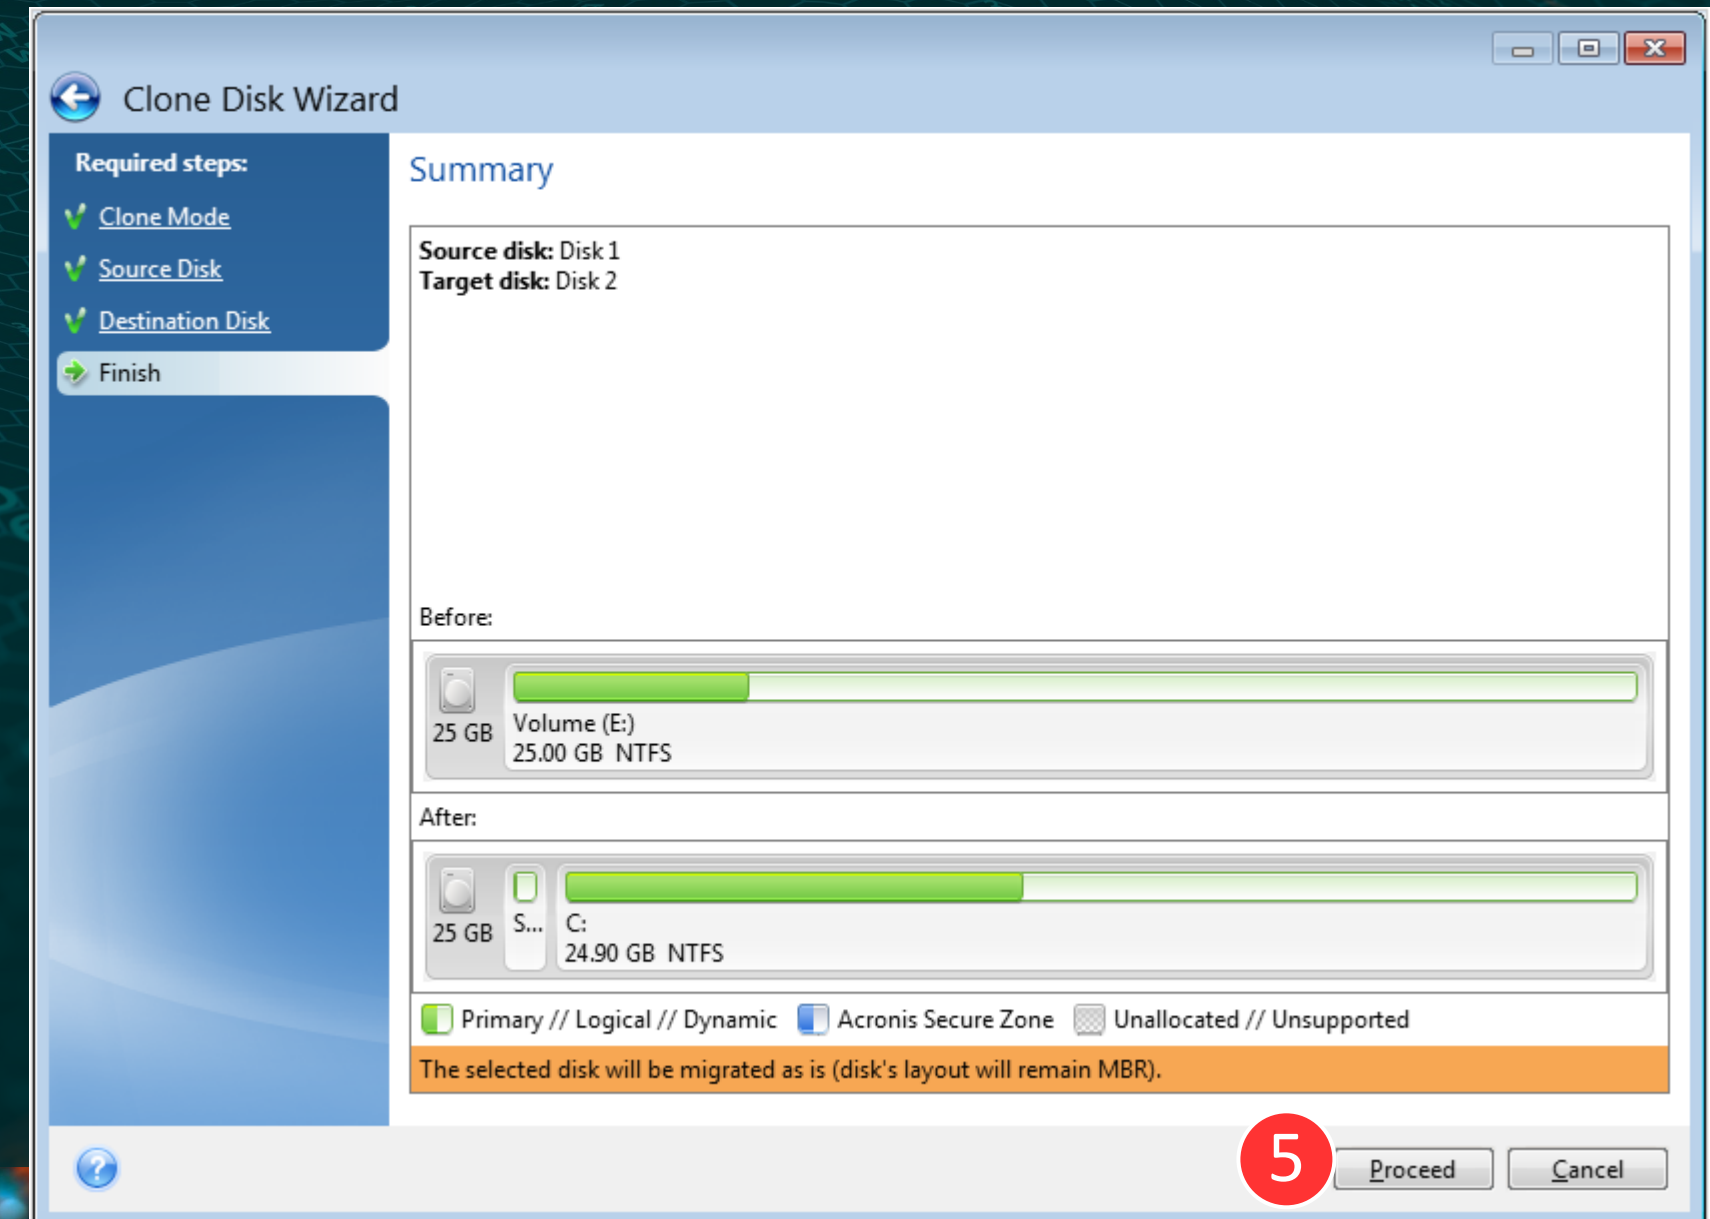 Clone Disk Wizard
Required steps:
Clone Mode
Source Disk
Destination Disk
Finish
Summary
Source disk: Disk 1
Target disk: Disk 2
Before:
25 GB
Volume (E:)
25.00 GB NTFS
After:
25 GB
S...
C:
24.90 GB NTFS
Primary // Logical // Dynamic Acronis Secure Zone Unallocated // Unsupported
The selected disk will be migrated as is (disk's layout will remain MBR).
?
5
Proceed
Cancel